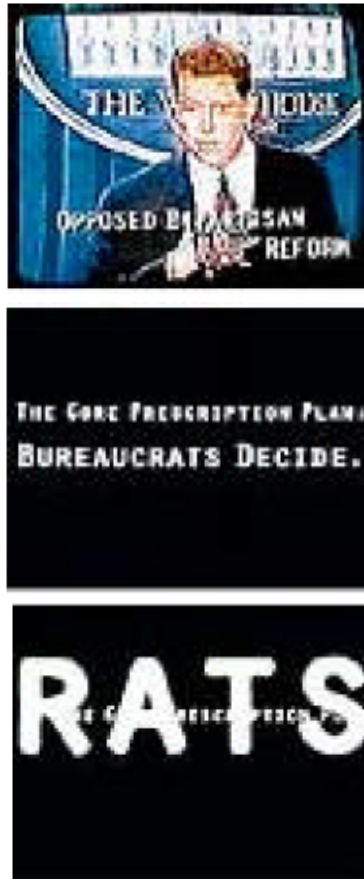 THE W HOUSE
OPPOSED BIPARTISAN
REFORM
THE GORE PRESCRIPTION PLAN:
BUREAUCRATS DECIDE.
RATS